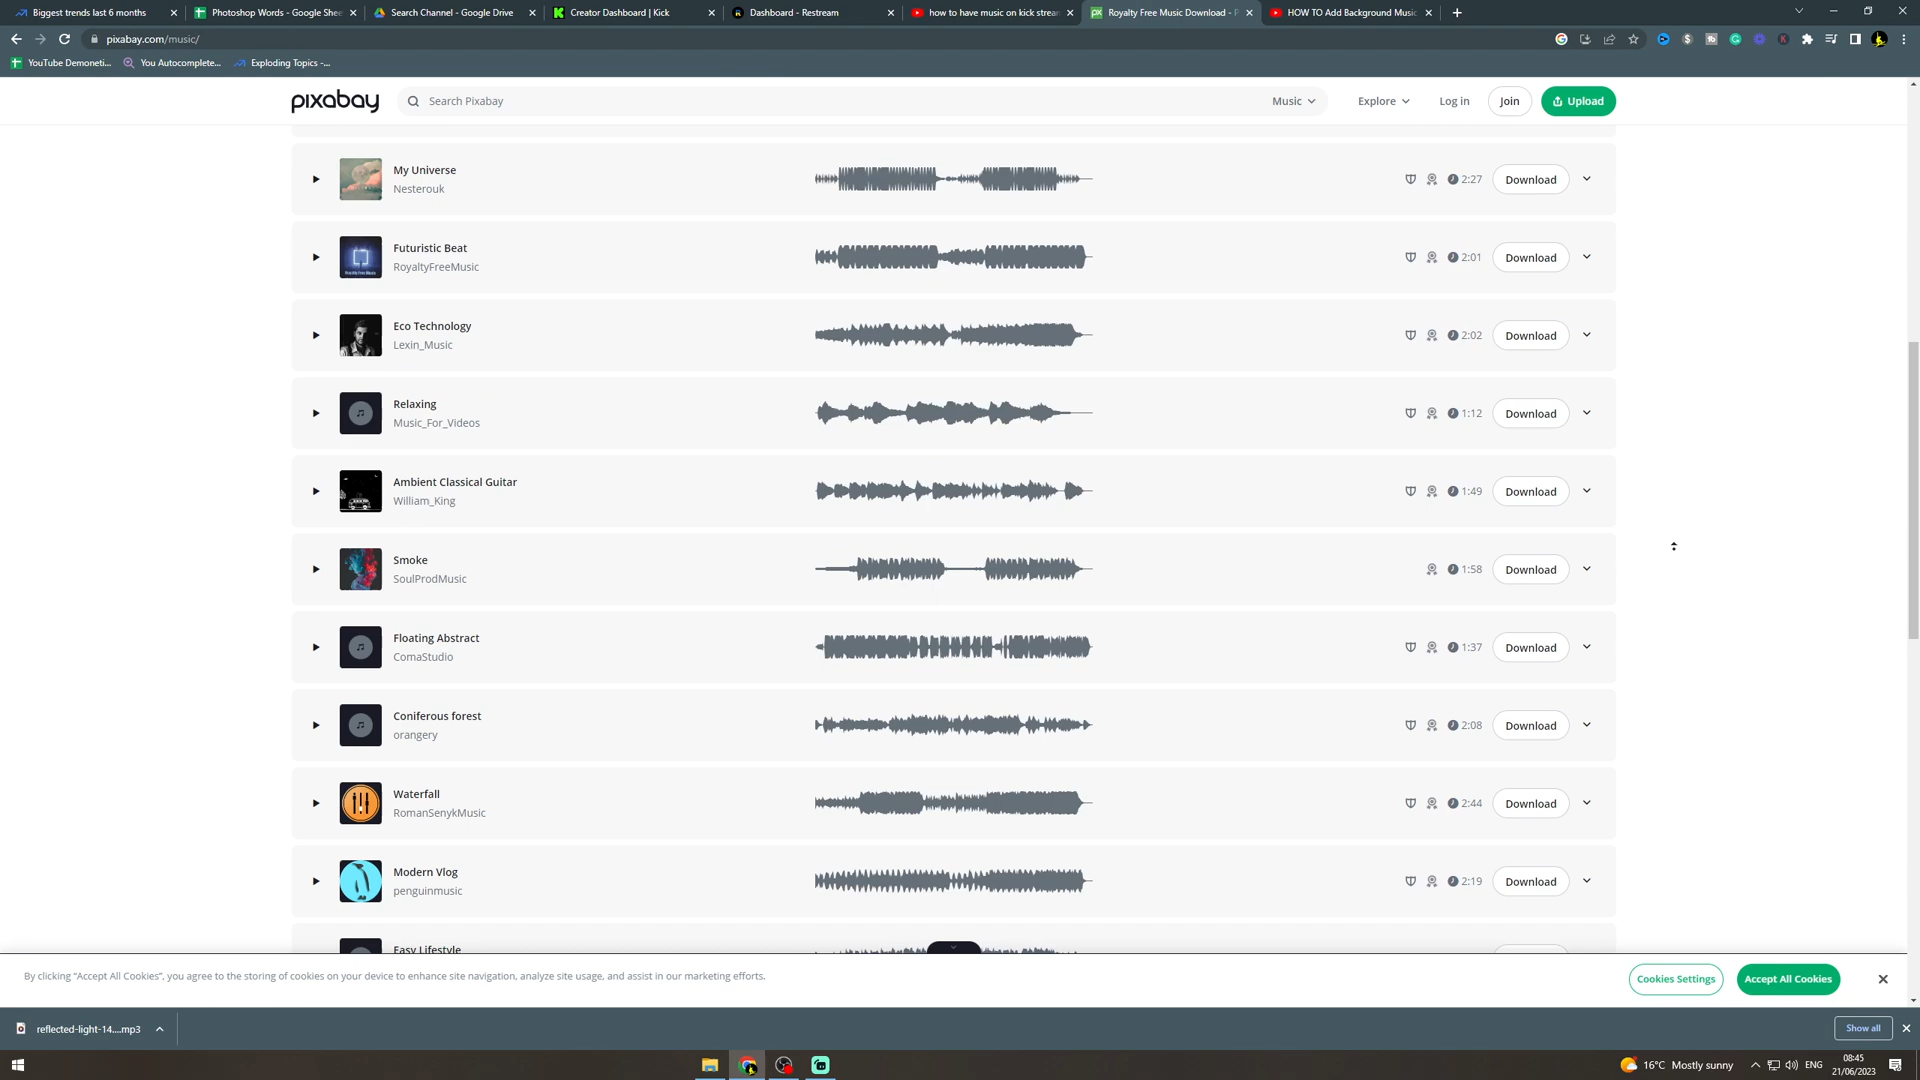 Biggest trends last 6 months
Photoshop Words - Google Shee
Search Channel - Google Drive
Creator Dashboard | Kick
Dashboard - Restream
how to have music on kick strea
Royalty Free Music Download - P
HOW TO Add Background Music
pixabay.com/music/
YouTube Demoneti...
You Autocomplete...
Exploding Topics -...
pixabay
Search Pixabay
Music
Explore
Log in
Join
Upload
My Universe
Nesterouk
2:27
Download
Futuristic Beat
RoyaltyFreeMusic
2:01
Download
Eco Technology
Lexin_Music
2:02
Download
Relaxing
Music_For_Videos
1:12
Download
Ambient Classical Guitar
William_King
1:49
Download
Smoke
SoulProdMusic
1:58
Download
Floating Abstract
ComaStudio
1:37
Download
Coniferous forest
orangery
2:08
Download
Waterfall
RomanSenykMusic
2:44
Download
Modern Vlog
penguinmusic
2:19
Download
Easy Lifestyle
By clicking "Accept All Cookies", you agree to the storing of cookies on your device to enhance site navigation, analyze site usage, and assist in our marketing efforts.
Cookies Settings
Accept All Cookies
reflected-light-14....mp3
Show all
16°C Mostly sunny
ENG
08:45
21/06/2023